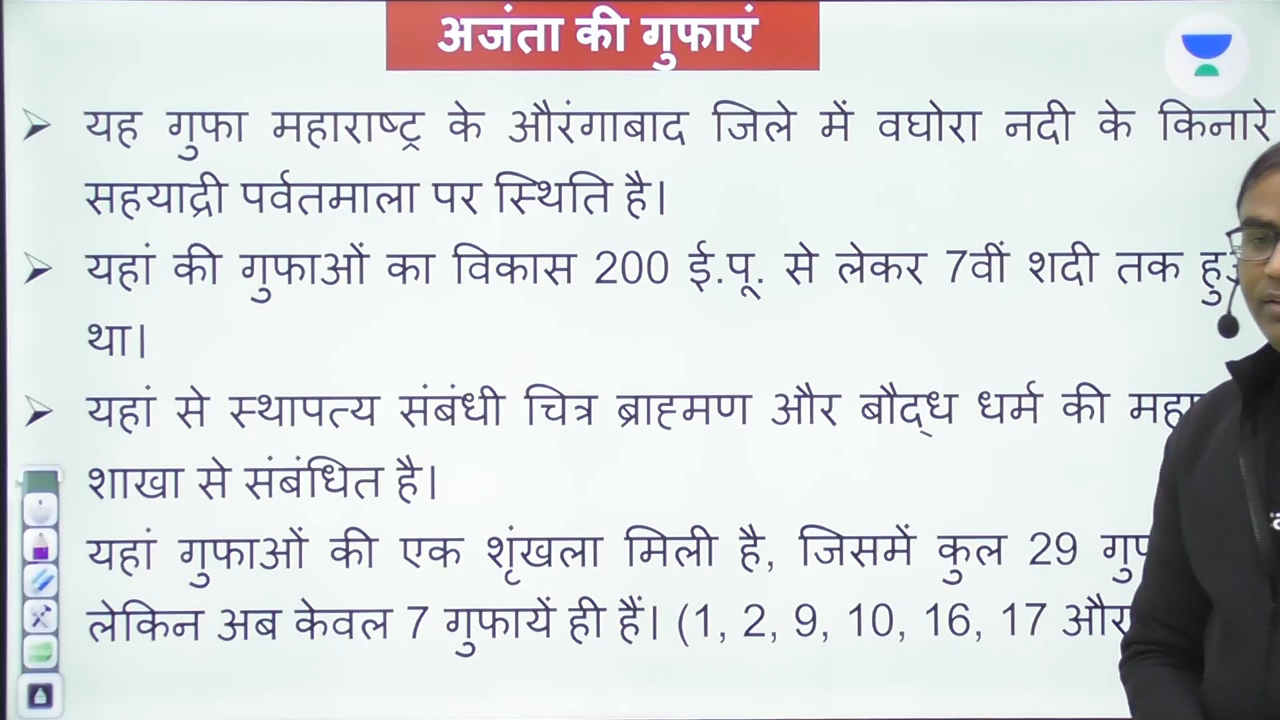 अजंता की गुफाएं
यह गुफा महाराष्ट्र के औरंगाबाद जिले में वघोरा नदी के किनारे
सहयाद्री पर्वतमाला पर स्थिति है।
यहां की गुफाओं का विकास 200 ई.पू. से लेकर 7वीं शदी तक
था।
यहां से स्थापत्य संबंधी चित्र ब्राह्मण और बौद्ध धर्म की
शाखा से संबंधित है।
यहां गुफाओं की एक शृंखला मिली है, जिसमें कुल 29
लेकिन अब केवल 7 गुफायें ही हैं। (1, 2, 9, 10, 16, 17 और